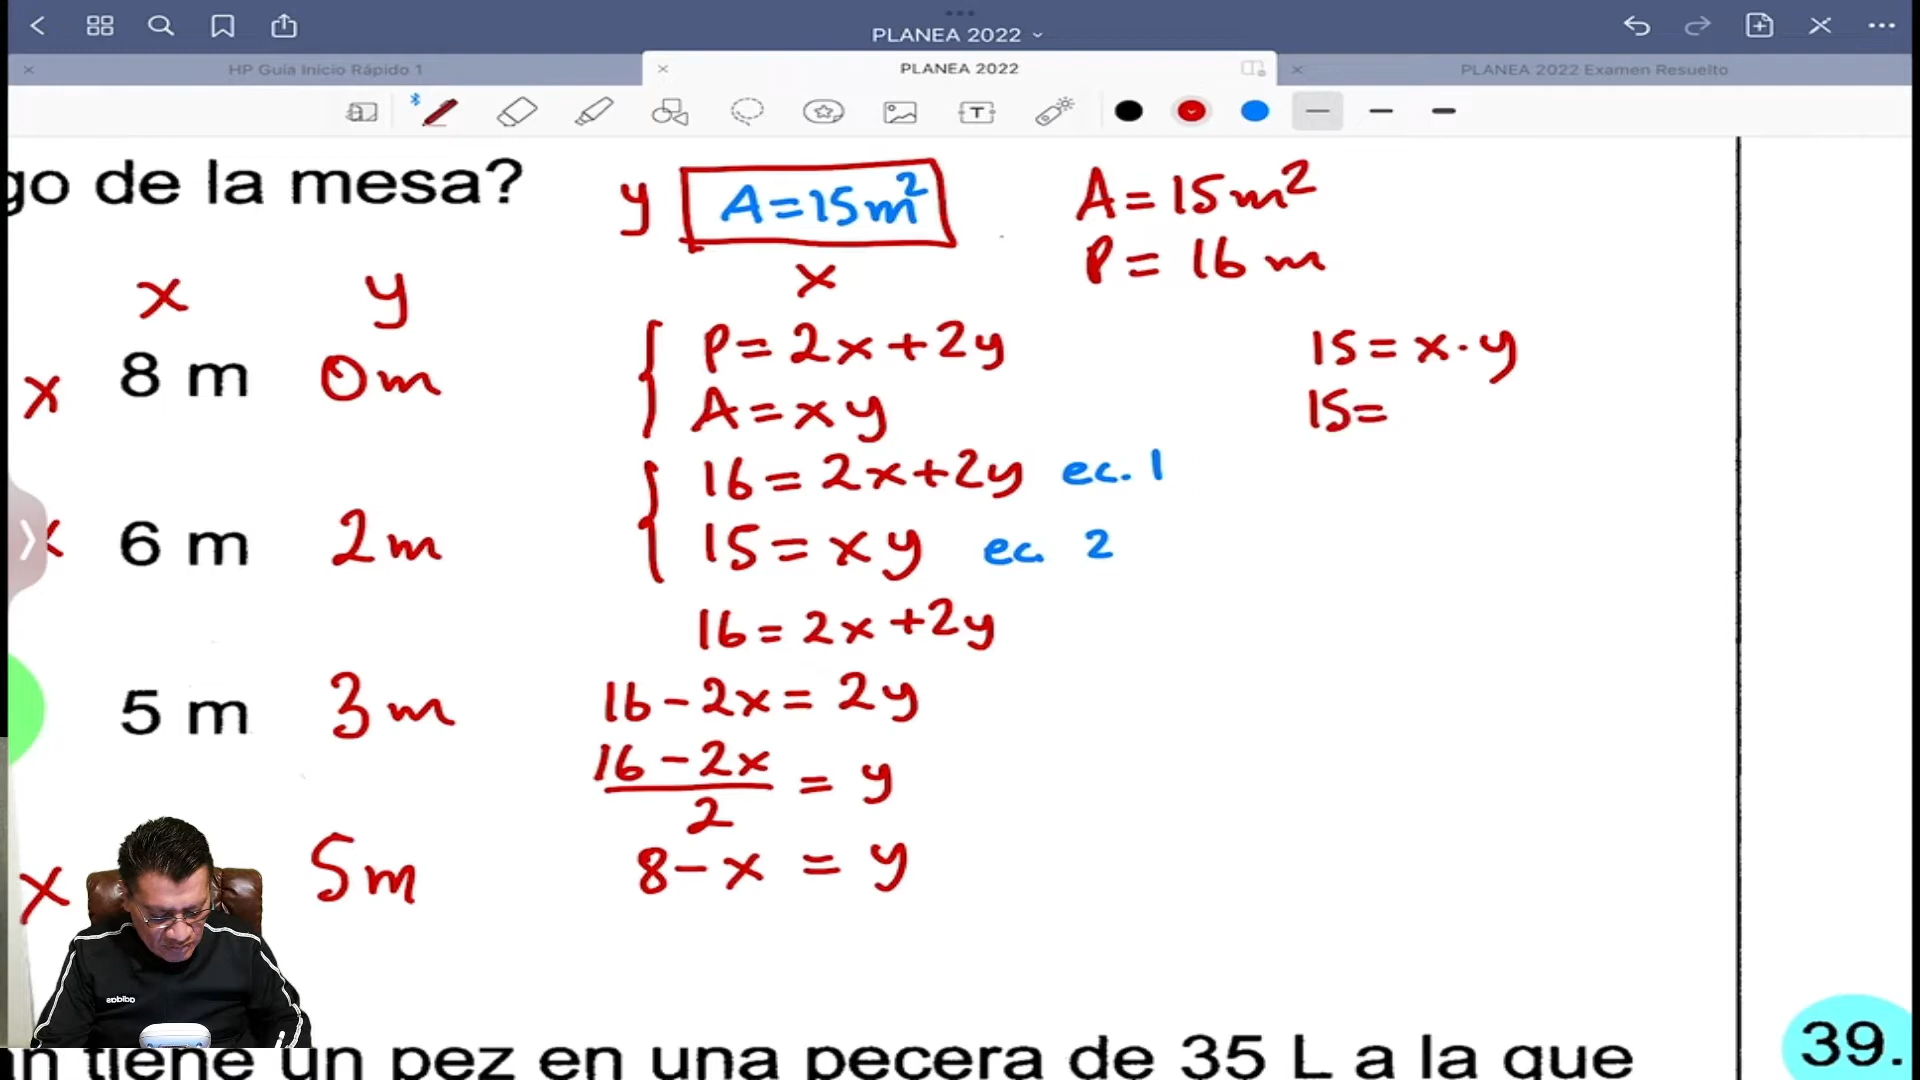 PLANEA 2022
HP Guía Inicio Rápido 1
PLANEA 2022
PLANEA 2022 Examen Resuelto
go de la mesa?
y A=15m²
x
A=15m²
P=16m
x y
x 8 m 0m
x 6 m 2m
5 m 3m
x 5m
P=2x+2y
A=xy
16=2x+2y ec. 1
15=xy ec. 2
16=2x+2y
16-2x=2y
16-2x
2
=y
8-x=y
15=x·y
15=
adidas
tiene un pez en una pecera de 35 L a la que
39.